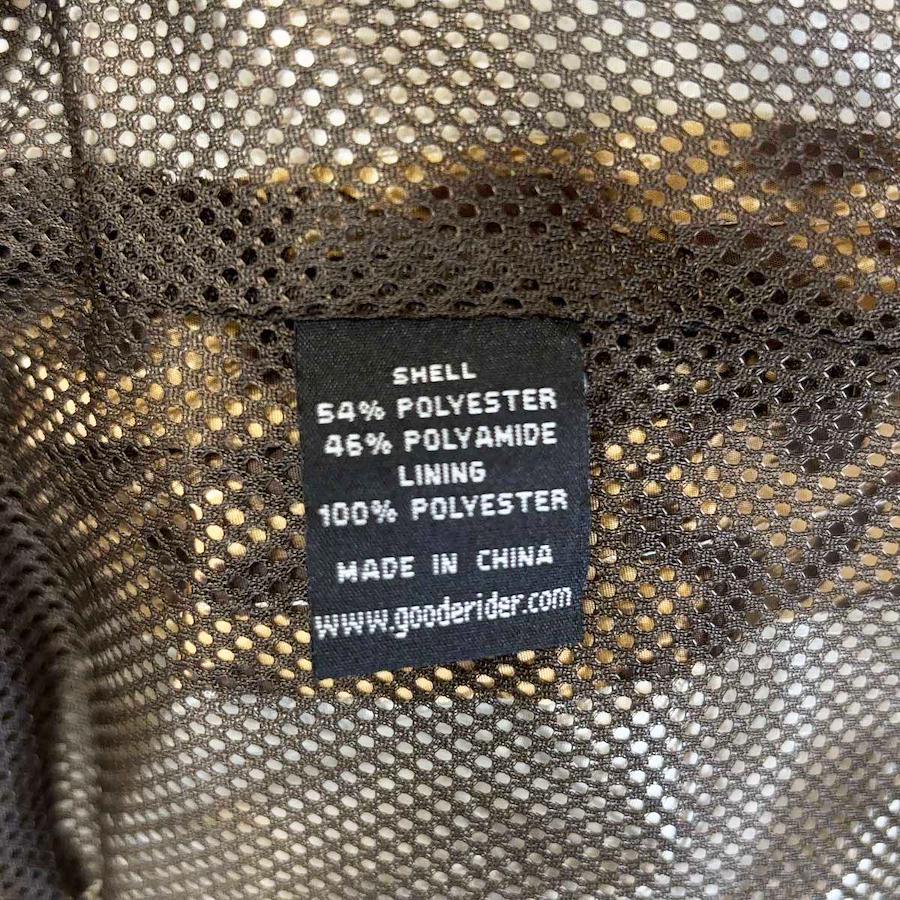 SHELL
54% POLYESTER
46% POLYAMIDE
LINING
100% POLYESTER
MADE IN CHINA
www.gooderider.com